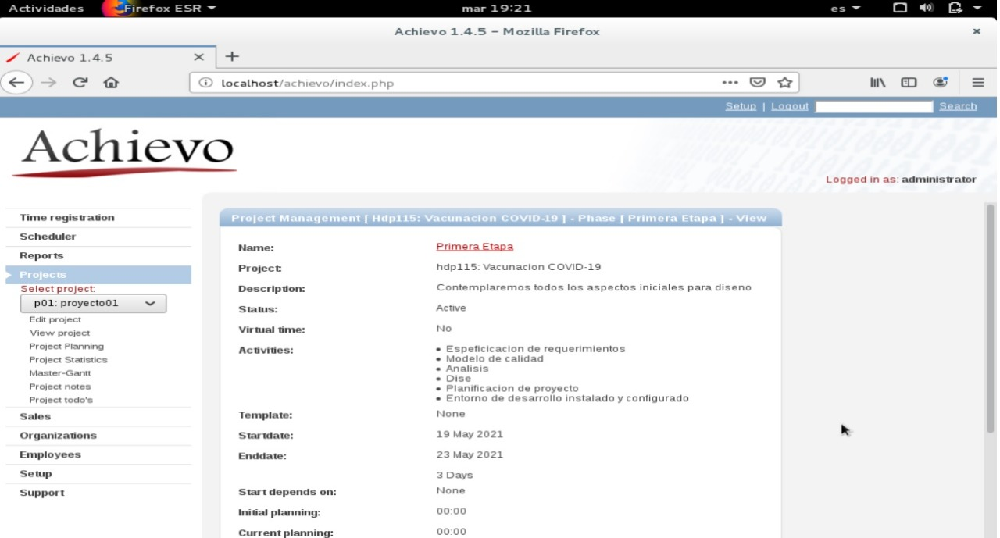 Actividades Firefox ESR mar 19:21 es
Achievo 1.4.5 – Mozilla Firefox
Achievo 1.4.5
localhost/achievo/index.php
Setup | Logout Search
Achievo
Logged in as: administrator
Time registration
Scheduler
Reports
Projects
Select project:
p01: proyecto01
Edit project
View project
Project Planning
Project Statistics
Master-Gantt
Project notes
Project todo's
Sales
Organizations
Employees
Setup
Support
Project Management [ Hdp115: Vacunacion COVID-19 ] - Phase [ Primera Etapa ] - View
Name: Primera Etapa
Project: hdp115: Vacunacion COVID-19
Description: Contemplaremos todos los aspectos iniciales para diseno
Status: Active
Virtual time: No
Activities: • Espeficicacion de requerimientos
• Modelo de calidad
• Analisis
• Dise
• Planificacion de proyecto
• Entorno de desarrollo instalado y configurado
Template: None
Startdate: 19 May 2021
Enddate: 23 May 2021
3 Days
Start depends on: None
Initial planning: 00:00
Current planning: 00:00